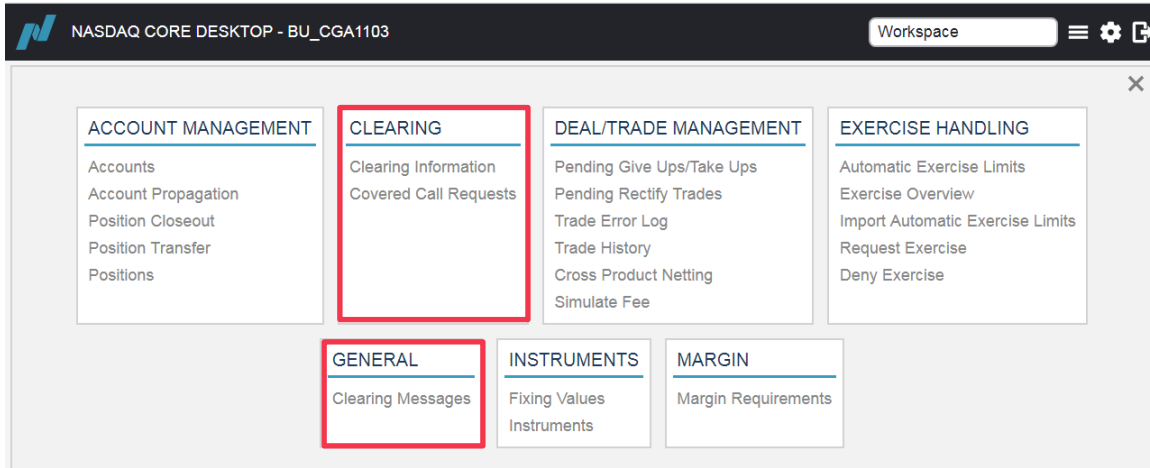 NASDAQ CORE DESKTOP - BU_CGA1103
Workspace
ACCOUNT MANAGEMENT
Accounts
Account Propagation
Position Closeout
Position Transfer
Positions
CLEARING
Clearing Information
Covered Call Requests
DEAL/TRADE MANAGEMENT
Pending Give Ups/Take Ups
Pending Rectify Trades
Trade Error Log
Trade History
Cross Product Netting
Simulate Fee
EXERCISE HANDLING
Automatic Exercise Limits
Exercise Overview
Import Automatic Exercise Limits
Request Exercise
Deny Exercise
GENERAL
Clearing Messages
INSTRUMENTS
Fixing Values
Instruments
MARGIN
Margin Requirements